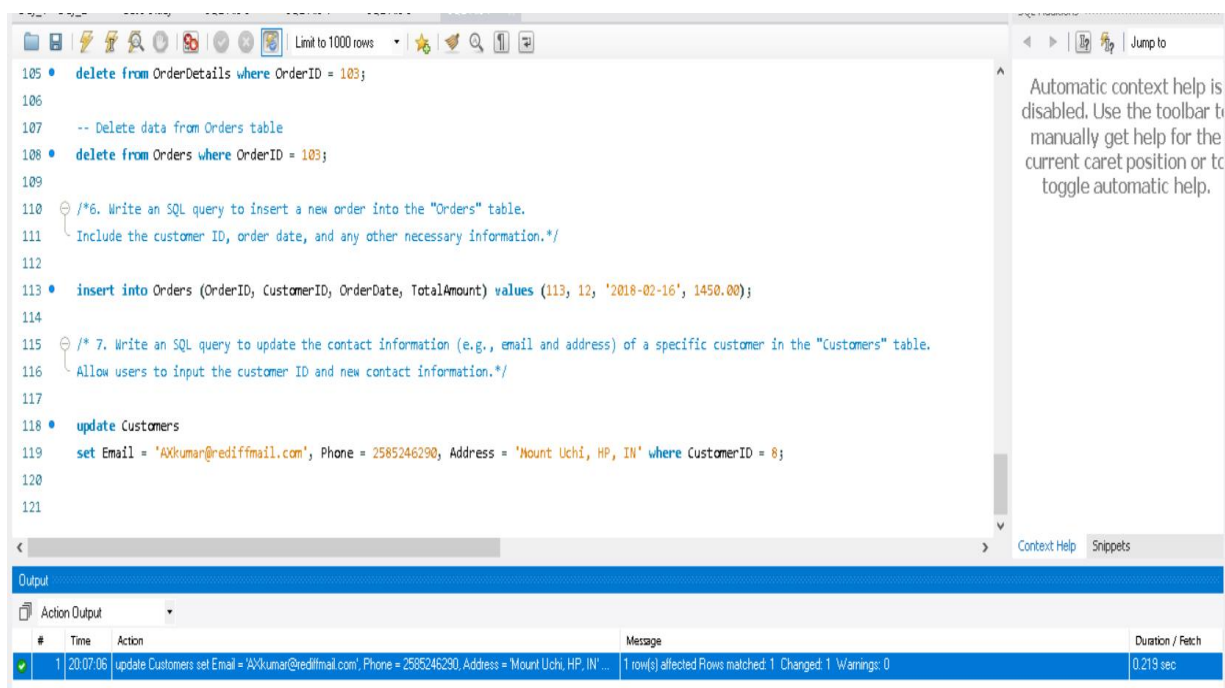 Limit to 1000 rows
Jump to
105 delete from OrderDetails where OrderID = 103;
106
107 -- Delete data from Orders table
108 delete from Orders where OrderID = 103;
109
110 /*6. Write an SQL query to insert a new order into the "Orders" table.
111 Include the customer ID, order date, and any other necessary information.*/
112
113 insert into Orders (OrderID, CustomerID, OrderDate, TotalAmount) values (113, 12, '2018-02-16', 1450.00);
114
115 /* 7. Write an SQL query to update the contact information (e.g., email and address) of a specific customer in the "Customers" table.
116 Allow users to input the customer ID and new contact information.*/
117
118 update Customers
119 set Email = 'AXkumar@rediffmail.com', Phone = 2585246290, Address = 'Mount Uchi, HP, IN' where CustomerID = 8;
120
121
Automatic context help is
disabled. Use the toolbar to
manually get help for the
current caret position or to
toggle automatic help.
Context Help Snippets
Output
Action Output
# Time Action Message Duration / Fetch
1 20:07:06 update Customers set Email = 'AXkumar@rediffmail.com', Phone = 2585246290, Address = 'Mount Uchi, HP, IN' ... 1 row(s) affected Rows matched: 1 Changed: 1 Warnings: 0 0.219 sec